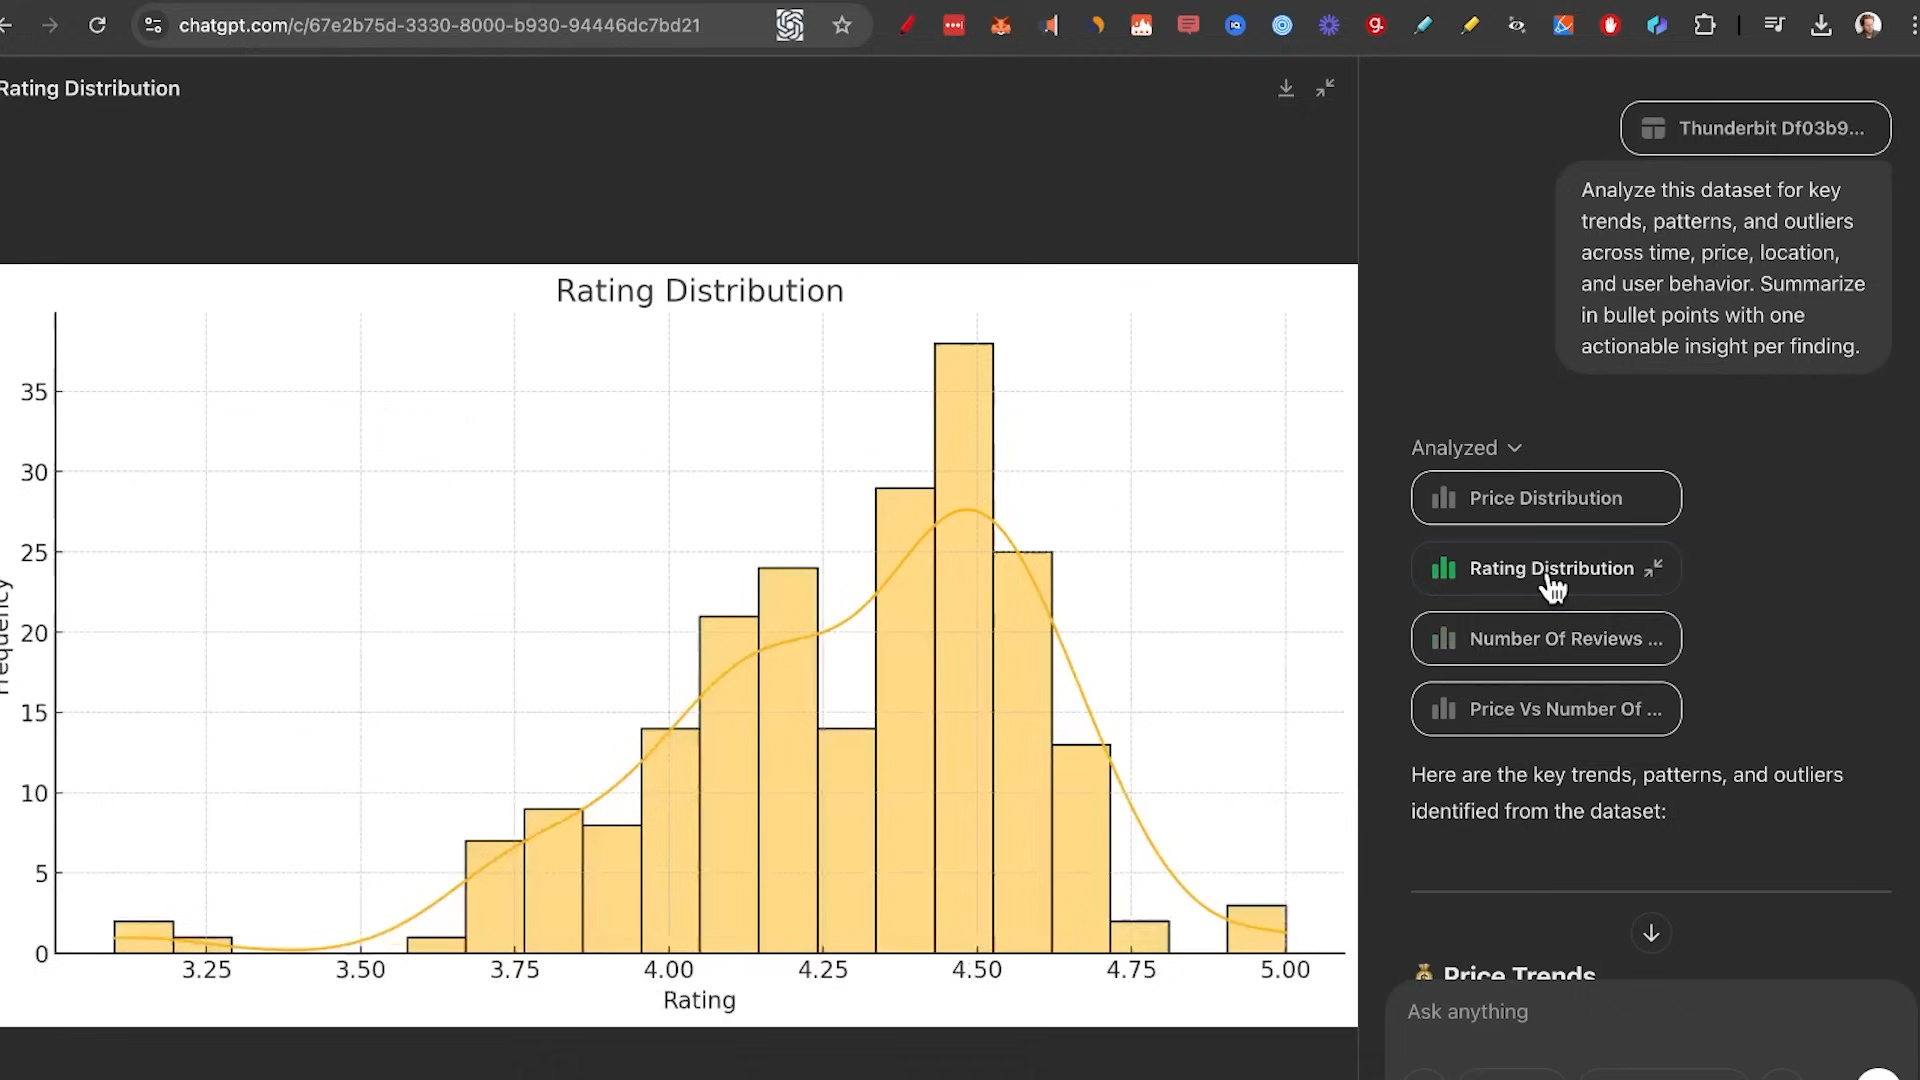 chatgpt.com/c/67e2b75d-3330-8000-b930-94446dc7bd21
Rating Distribution
Thunderbit Df03b9...
Analyze this dataset for key
trends, patterns, and outliers
across time, price, location,
and user behavior. Summarize
in bullet points with one
actionable insight per finding.
Rating Distribution
35
30
25
20
15
10
5
0
Frequency
3.25 3.50 3.75 4.00 4.25 4.50 4.75 5.00
Rating
Analyzed
Price Distribution
Rating Distribution
Number Of Reviews ...
Price Vs Number Of ...
Here are the key trends, patterns, and outliers
identified from the dataset:
Price Trends
Ask anything